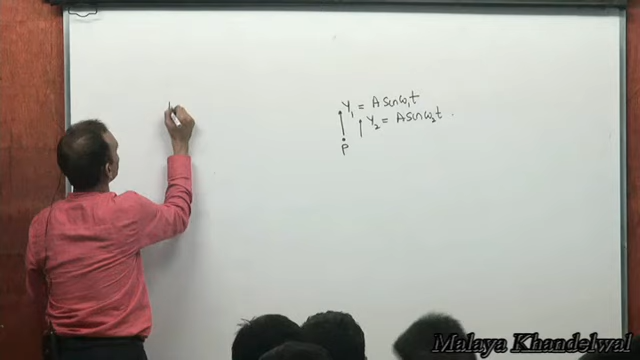 Y₁ = A sin ω₁t
Y₂ = A sin ω₂t .
P
Malaya Khandelwal